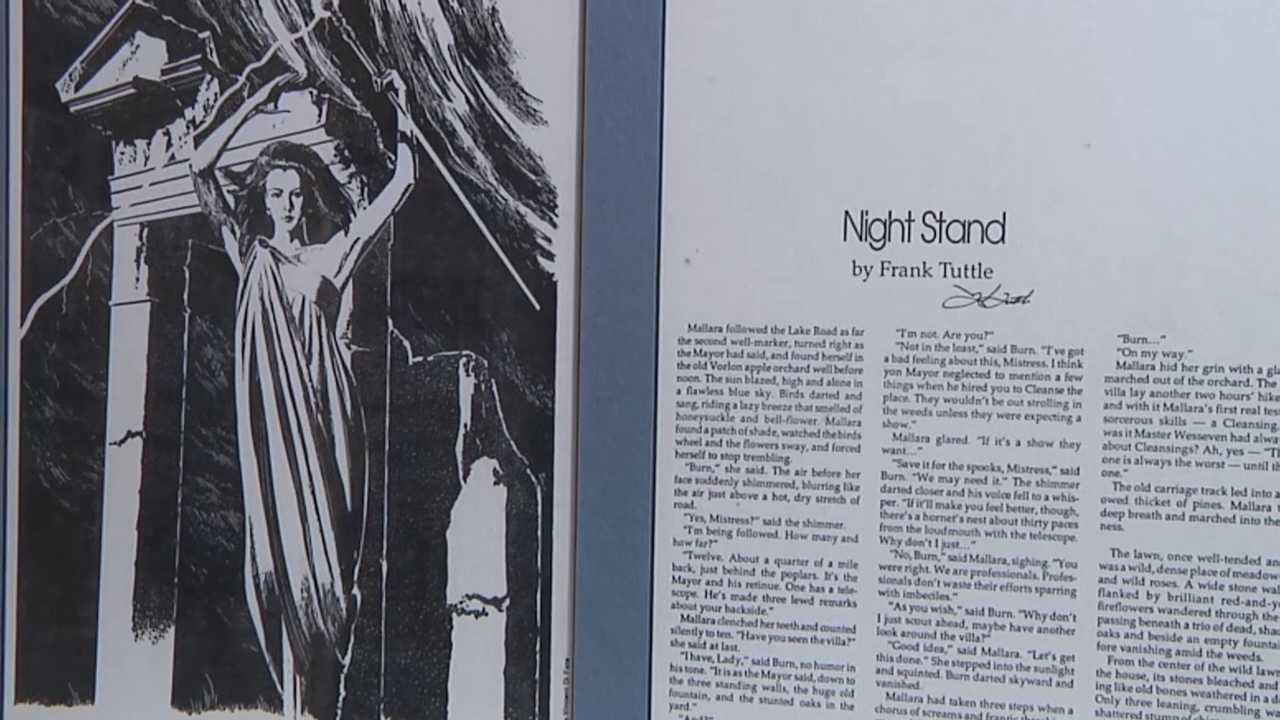 Night Stand
by Frank Tuttle
Mallara followed the Lake Road as far
the second well-marker, turned right as
the Mayor had said, and found herself in
the old Vorlon apple orchard well before
noon. The sun blazed, high and alone in
a flawless blue sky. Birds darted and
sang, riding a lazy breeze that smelled of
honeysuckle and bell-flower. Mallara
found a patch of shade, watched the birds
wheel and the flowers sway, and forced
herself to stop trembling.
"Burn," she said. The air before her
face suddenly shimmered, blurring like
the air just above a hot, dry stretch of
road.
"Yes, Mistress?" said the shimmer.
"I'm being followed. How many and
how far?"
"Twelve. About a quarter of a mile
back, just behind the poplars. It's the
Mayor and his retinue. One has a tele-
scope. He's made three lewd remarks
about your backside."
Mallara clenched her teeth and counted
silently to ten. "Have you seen the villa?"
she said at last.
"I have, Lady," said Burn, no humor in
his tone. "It is as the Mayor said, down to
the three standing walls, the huge old
fountain, and the stunted oaks in the
yard."
"And?"
"I'm not. Are you?"
"Not in the least," said Burn. "I've got
a bad feeling about this, Mistress. I think
yon Mayor neglected to mention a few
things when he hired you to Cleanse the
place. They wouldn't be out strolling in
the weeds unless they were expecting a
show."
Mallara glared. "If it's a show they
want..."
"Save it for the spooks, Mistress," said
Burn. "We may need it." The shimmer
darted closer and his voice fell to a whis-
per. "If it'll make you feel better, though,
there's a hornet's nest about thirty paces
from the loudmouth with the telescope.
Why don't I just..."
"No, Burn," said Mallara, sighing. "You
were right. We are professionals. Profes-
sionals don't waste their efforts sparring
with imbeciles."
"As you wish," said Burn. "Why don't
I just scout ahead, maybe have another
look around the villa?"
"Good idea," said Mallara. "Let's get
this done." She stepped into the sunlight
and squinted. Burn darted skyward and
vanished.
Mallara had taken three steps when a
chorus of screams and frantic
"Burn..."
"On my way."
Mallara hid her grin with a
marched out of the orchard. The
villa lay another two hours' hike
and with it Mallara's first real
sorcerous skills — a Cleansing.
was it Master Wesseven had
about Cleansings? Ah, yes —
one is always the worst — until
one."
The old carriage track led into
owed thicket of pines. Mallara
deep breath and marched into the
ness.
The lawn, once well-tended
was a wild, dense place of
and wild roses. A wide stone
flanked by brilliant
fireflowers wandered through the
passing beneath a trio of dead,
oaks and beside an empty
fore vanishing amid the weeds.
From the center of the wild
the house, its stones bleached and
ing like old bones weathered in a
Only three leaning, crumbling
shattered